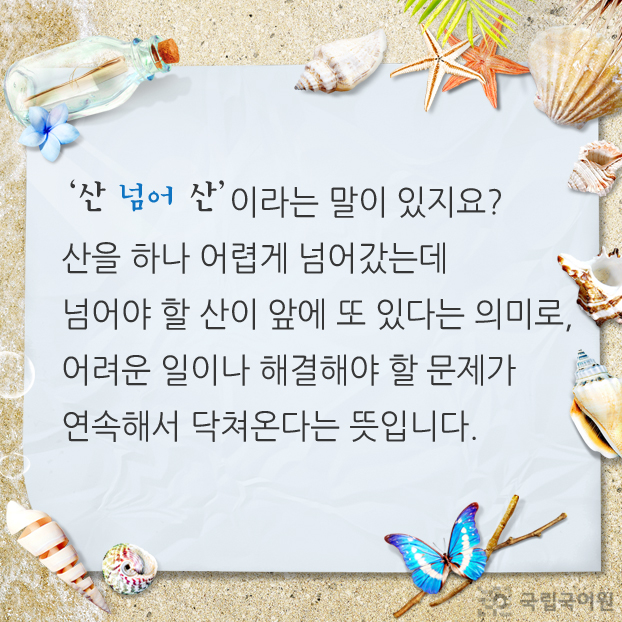 ‘산 넘어 산’이라는 말이 있지요?
산을 하나 어렵게 넘어갔는데
넘어야 할 산이 앞에 또 있다는 의미로,
어려운 일이나 해결해야 할 문제가
연속해서 닥쳐온다는 뜻입니다.
국립국어원